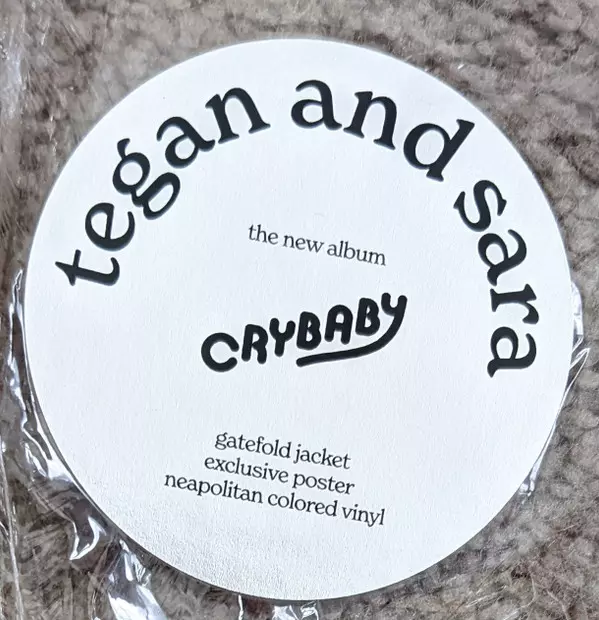 tegan and sara
the new album
CRYBABY
gatefold jacket
exclusive poster
neapolitan colored vinyl